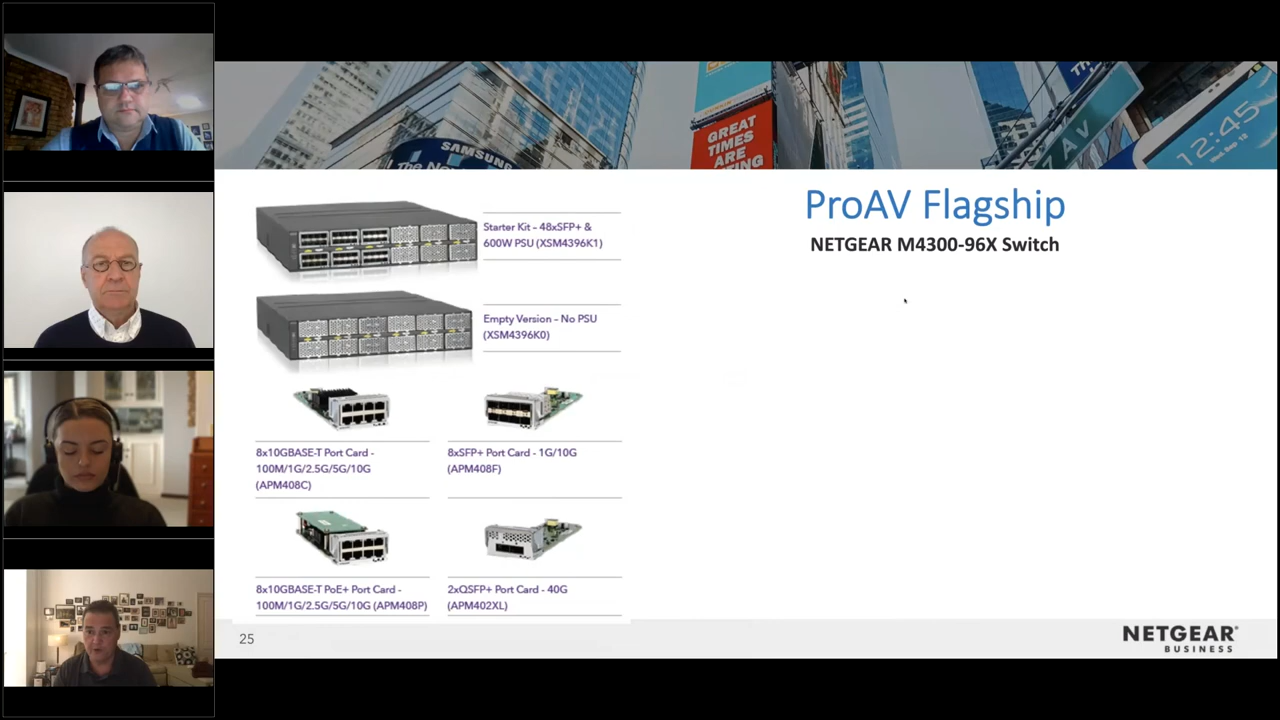 SAMSUNG
GREAT
TIMES
ARE
12:45
ProAV Flagship
NETGEAR M4300-96X Switch
Starter Kit – 48xSFP+ &
600W PSU (XSM4396K1)
Empty Version – No PSU
(XSM4396K0)
8x10GBASE-T Port Card -
100M/1G/2.5G/5G/10G
(APM408C)
8xSFP+ Port Card - 1G/10G
(APM408F)
8x10GBASE-T PoE+ Port Card -
100M/1G/2.5G/5G/10G (APM408P)
2xQSFP+ Port Card - 40G
(APM402XL)
25
NETGEAR®
BUSINESS